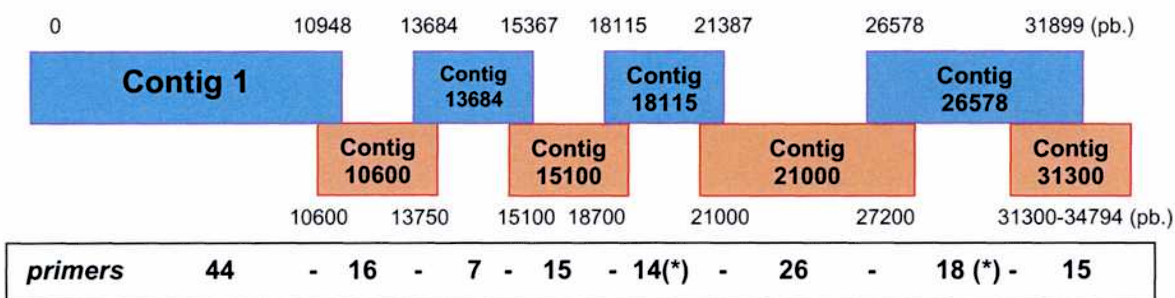 0 10948 13684 15367 18115 21387 26578 31899 (pb.)
Contig 1
Contig
13684
Contig
18115
Contig
26578
Contig
10600
Contig
15100
Contig
21000
Contig
31300
10600 13750 15100 18700 21000 27200 31300-34794 (pb.)
primers 44 - 16 - 7 - 15 - 14(*) - 26 - 18 (*) - 15